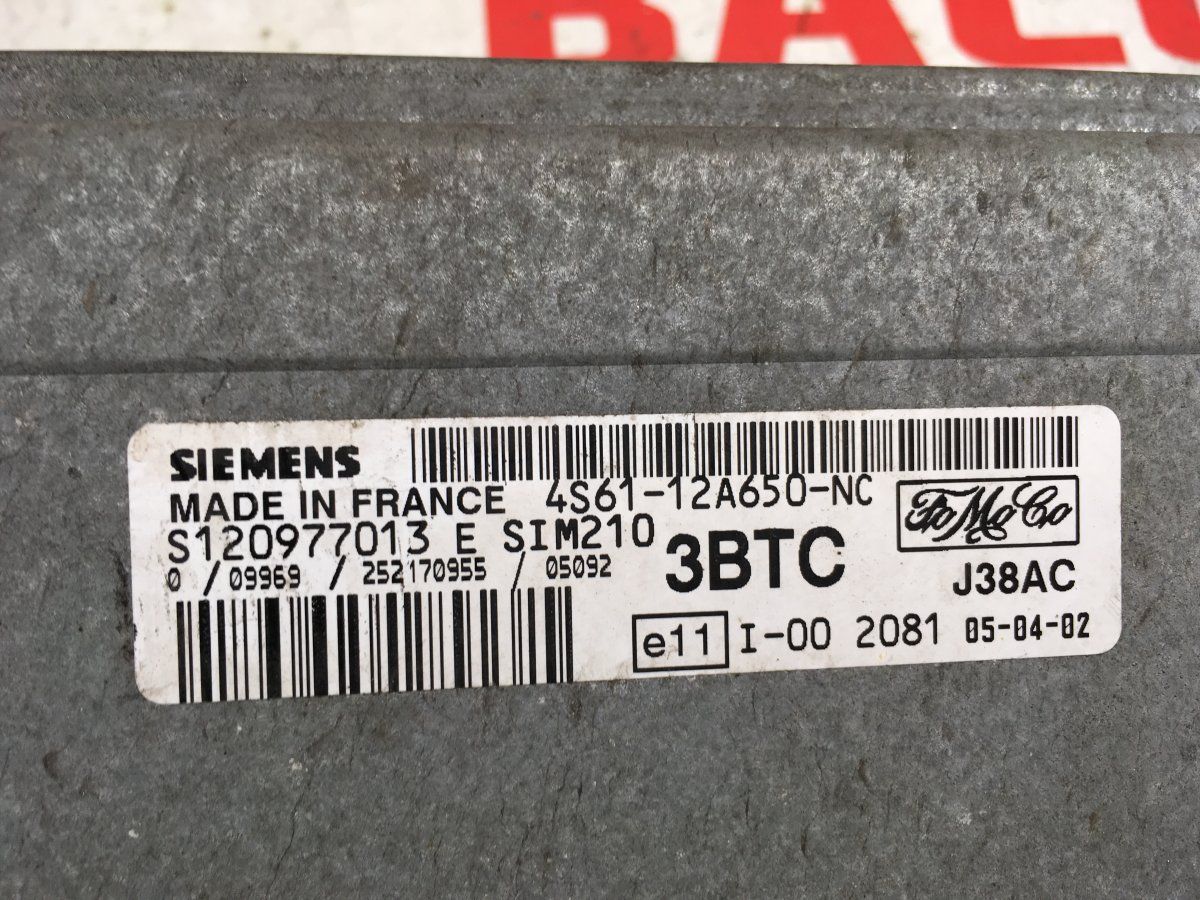 SIEMENS
MADE IN FRANCE 4S61-12A650-NC
FoMoCo
S120977013 E SIM210
0 /09969 /252170955 /05092
3BTC
J38AC
e11 I-00 2081 05-04-02